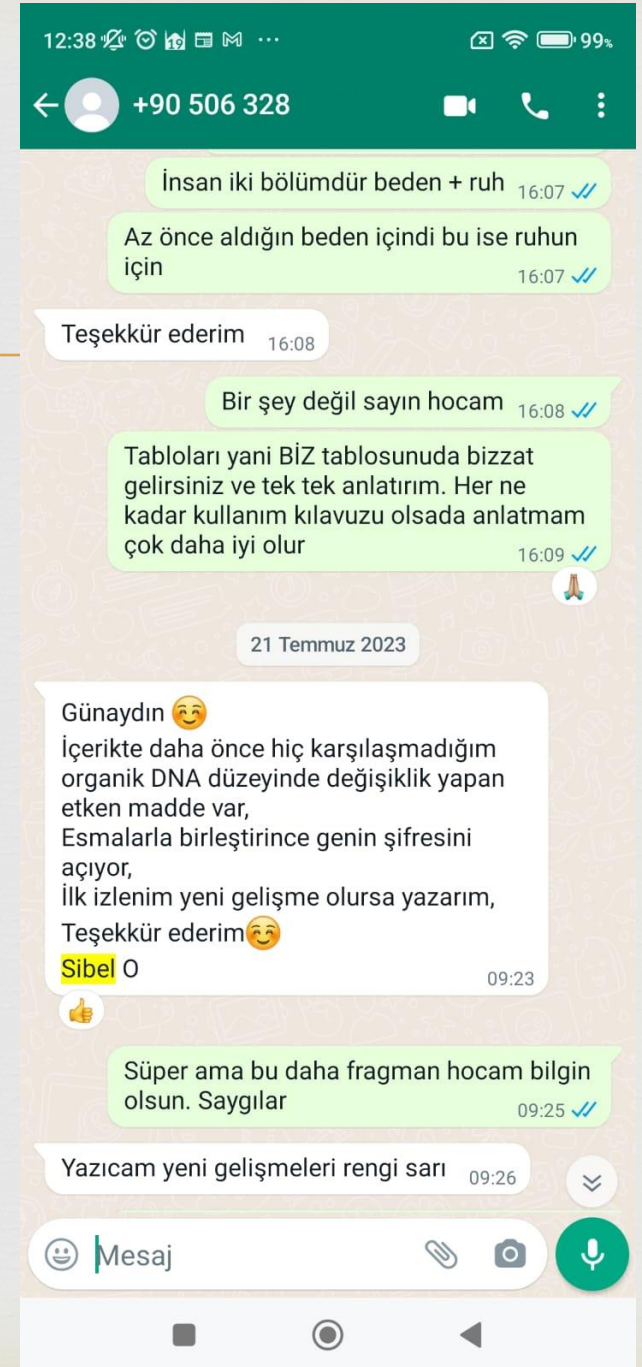 12:38 19 99%
+90 506 328
İnsan iki bölümdür beden + ruh 16:07
Az önce aldığın beden içindi bu ise ruhun
için 16:07
Teşekkür ederim 16:08
Bir şey değil sayın hocam 16:08
Tabloları yani BİZ tablosunuda bizzat
gelirsiniz ve tek tek anlatırım. Her ne
kadar kullanım kılavuzu olsada anlatmam
çok daha iyi olur 16:09
🙏
21 Temmuz 2023
Günaydın ☺️
İçerikte daha önce hiç karşılaşmadığım
organik DNA düzeyinde değişiklik yapan
etken madde var,
Esmalarla birleştirince genin şifresini
açıyor,
İlk izlenim yeni gelişme olursa yazarım,
Teşekkür ederim☺️
Sibel O 09:23
👍
Süper ama bu daha fragman hocam bilgin
olsun. Saygılar 09:25
Yazıcam yeni gelişmeleri rengi sarı 09:26
Mesaj